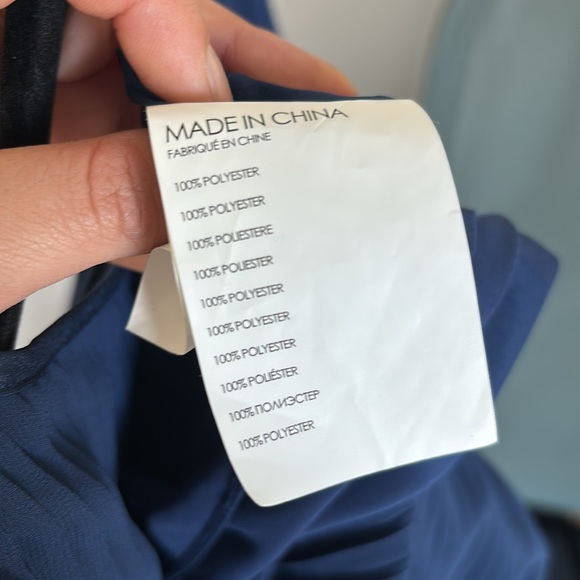 MADE IN CHINA
FABRIQUÉ EN CHINE
100% POLYESTER
100% POLYESTER
100% POLIESTERE
100% POLIESTER
100% POLYESTER
100% POLYESTER
100% POLYESTER
100% POLIÉSTER
100% ПОЛИЭСТЕР
100% POLYESTER